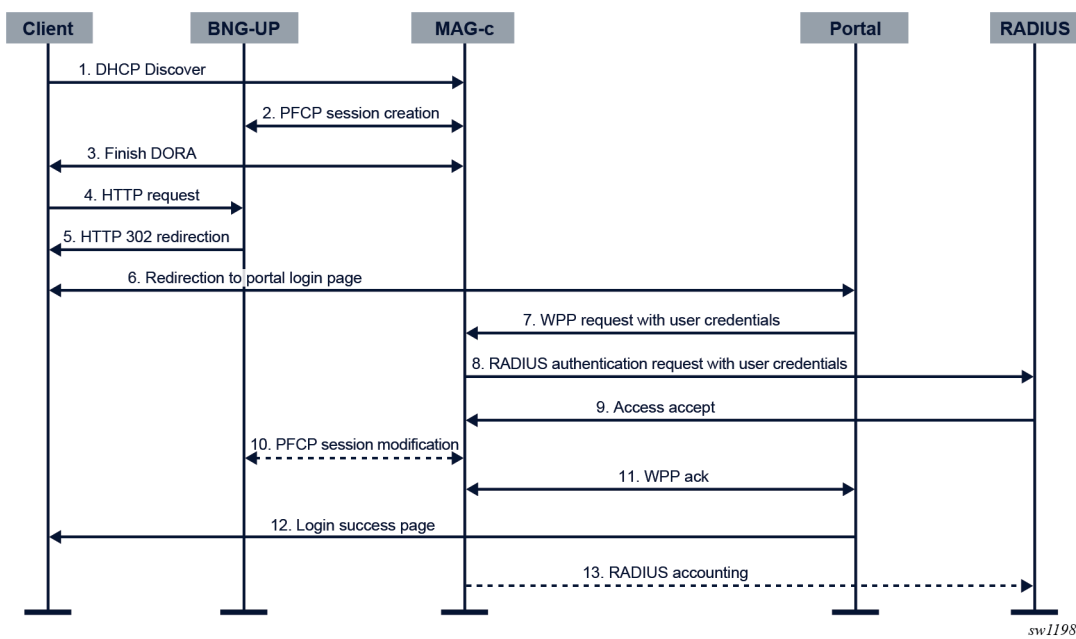 Client
BNG-UP
MAG-c
Portal
RADIUS
1. DHCP Discover
2. PFCP session creation
3. Finish DORA
4. HTTP request
5. HTTP 302 redirection
6. Redirection to portal login page
7. WPP request with user credentials
8. RADIUS authentication request with user credentials
9. Access accept
10. PFCP session modification
11. WPP ack
12. Login success page
13. RADIUS accounting
sw1198